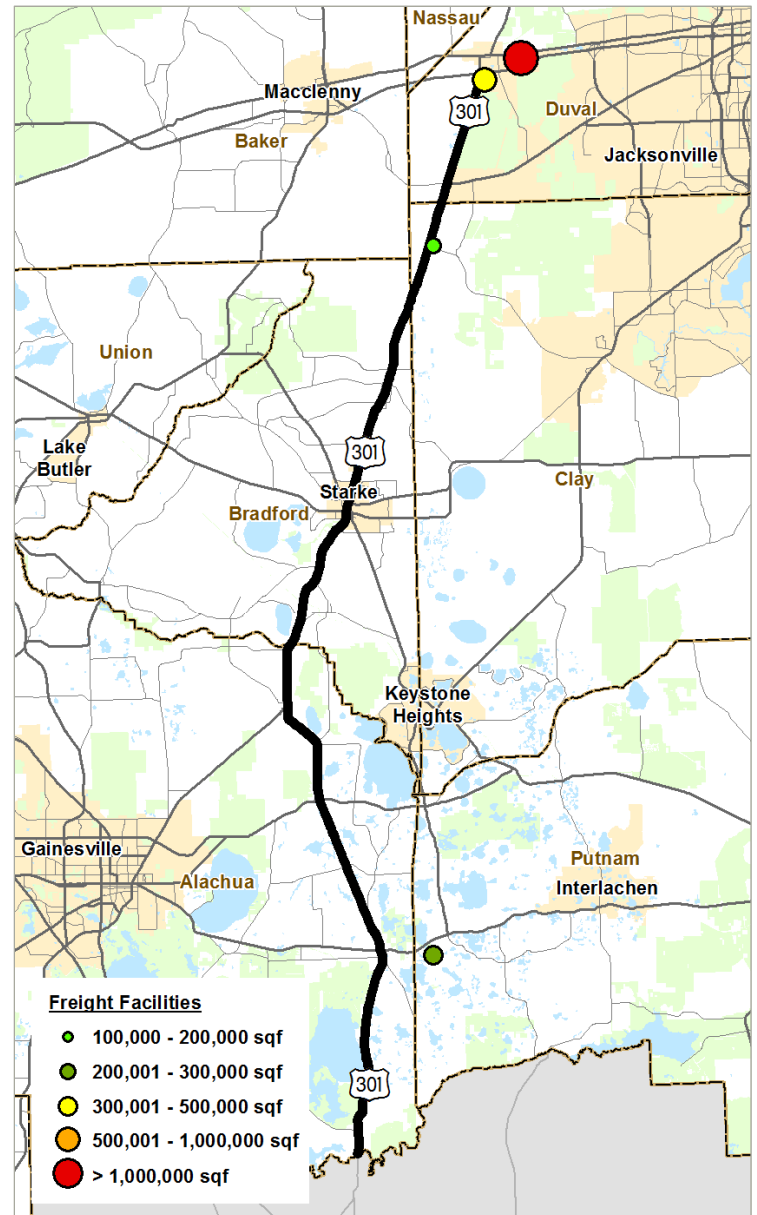 Nassau
Macclenny
301
Duval
Baker
Jacksonville
Union
Lake
Butler
301
Starke
Clay
Bradford
Keystone
Heights
Gainesville
Putnam
Alachua
Interlachen
Freight Facilities
100,000 - 200,000 sqf
200,001 - 300,000 sqf
301
300,001 - 500,000 sqf
500,001 - 1,000,000 sqf
> 1,000,000 sqf